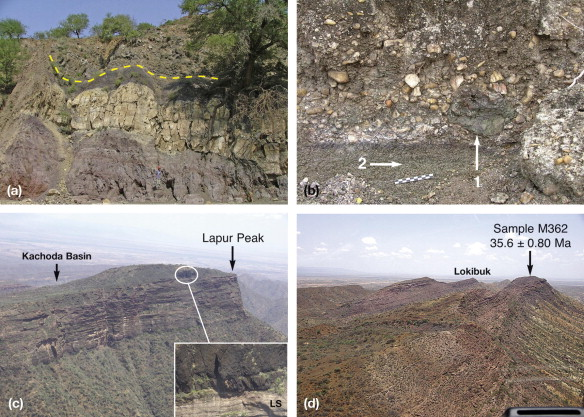 (a)
2
1
(b)
Kachoda Basin
Lapur Peak
LS
(c)
Sample M362
35.6 ± 0.80 Ma
Lokibuk
(d)